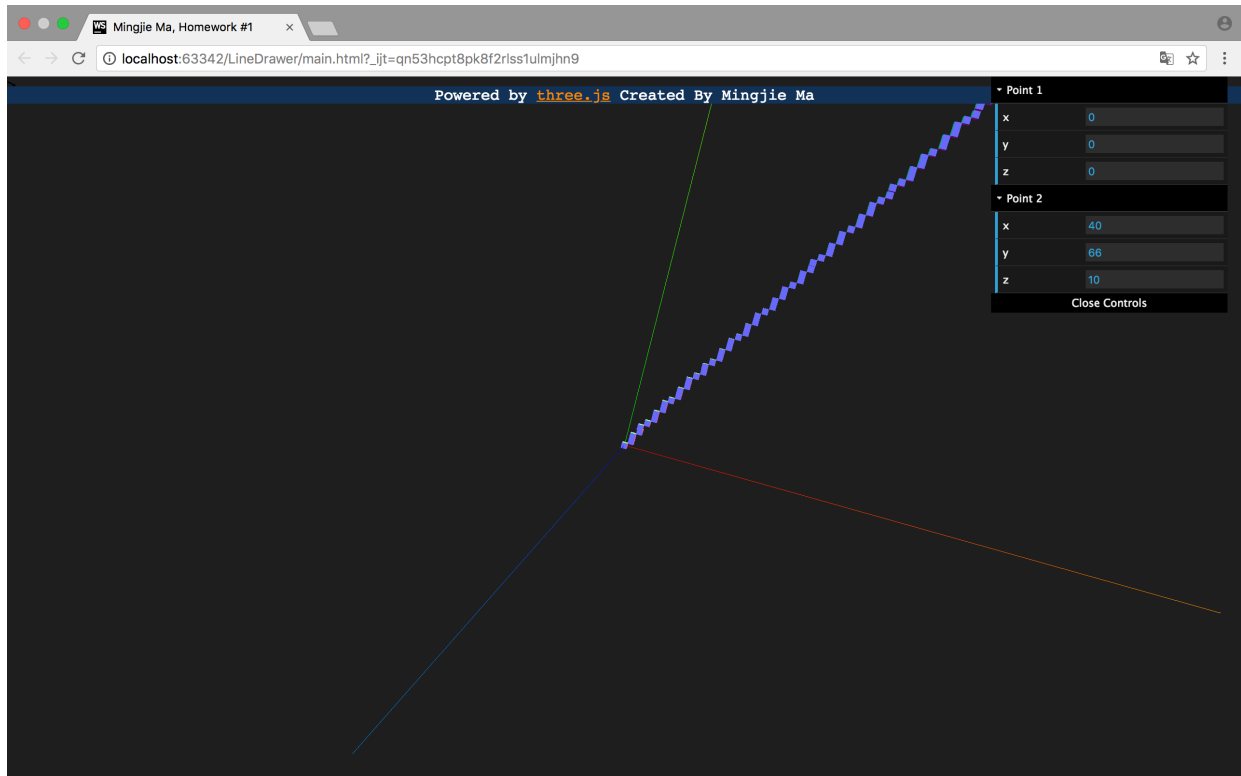 WS Mingjie Ma, Homework #1
localhost:63342/LineDrawer/main.html?_ijt=qn53hcpt8pk8f2rlss1ulmjhn9
Powered by three.js Created By Mingjie Ma
Point 1
x 0
y 0
z 0
Point 2
x 40
y 66
z 10
Close Controls